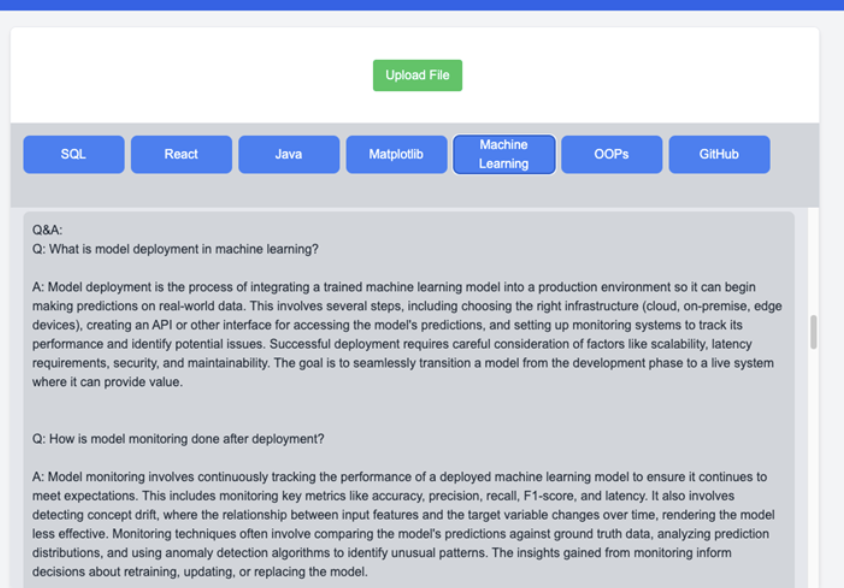 Upload File
SQL
React
Java
Matplotlib
Machine
Learning
OOPs
GitHub
Q&A:
Q: What is model deployment in machine learning?
A: Model deployment is the process of integrating a trained machine learning model into a production environment so it can begin
making predictions on real-world data. This involves several steps, including choosing the right infrastructure (cloud, on-premise, edge
devices), creating an API or other interface for accessing the model's predictions, and setting up monitoring systems to track its
performance and identify potential issues. Successful deployment requires careful consideration of factors like scalability, latency
requirements, security, and maintainability. The goal is to seamlessly transition a model from the development phase to a live system
where it can provide value.
Q: How is model monitoring done after deployment?
A: Model monitoring involves continuously tracking the performance of a deployed machine learning model to ensure it continues to
meet expectations. This includes monitoring key metrics like accuracy, precision, recall, F1-score, and latency. It also involves
detecting concept drift, where the relationship between input features and the target variable changes over time, rendering the model
less effective. Monitoring techniques often involve comparing the model's predictions against ground truth data, analyzing prediction
distributions, and using anomaly detection algorithms to identify unusual patterns. The insights gained from monitoring inform
decisions about retraining, updating, or replacing the model.